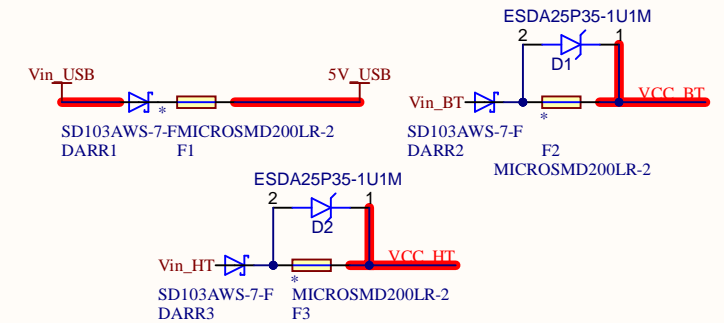 ESDA25P35-1U1M
2 1
D1
Vin_USB 5V_USB
Vin_BT VCC_BT
*
*
SD103AWS-7-F MICROSMD200LR-2
DARR1 F1
SD103AWS-7-F
DARR2 F2
MICROSMD200LR-2
ESDA25P35-1U1M
2 1
D2
Vin_HT VCC_HT
*
SD103AWS-7-F MICROSMD200LR-2
DARR3 F3